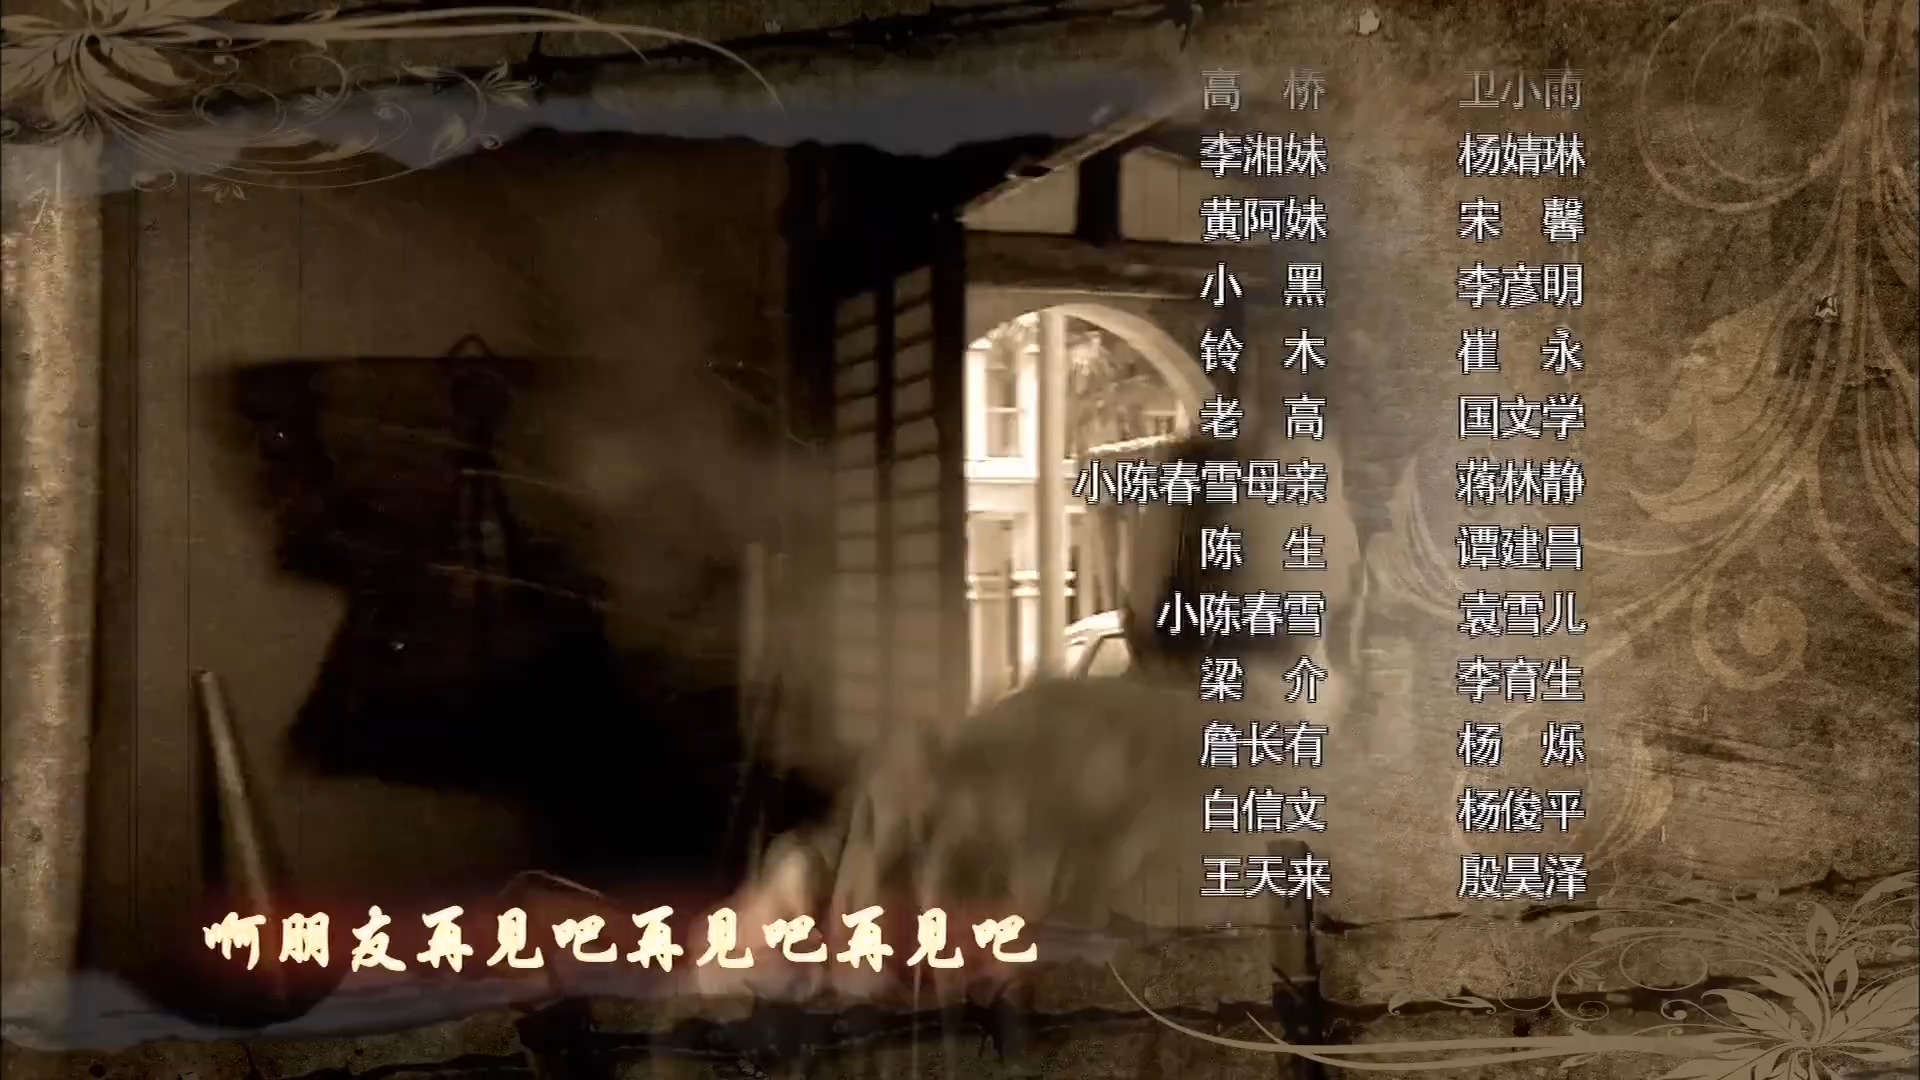 高　桥　卫小雨
李湘妹　杨婧琳
黄阿妹　宋　馨
小　黑　李彦明
铃　木　崔　永
老　高　国文学
小陈春雪母亲　蒋林静
陈　生　谭建昌
小陈春雪　袁雪儿
梁　介　李育生
詹长有　杨　烁
白信文　杨俊平
王天来　殷昊泽
啊朋友再见吧再见吧再见吧